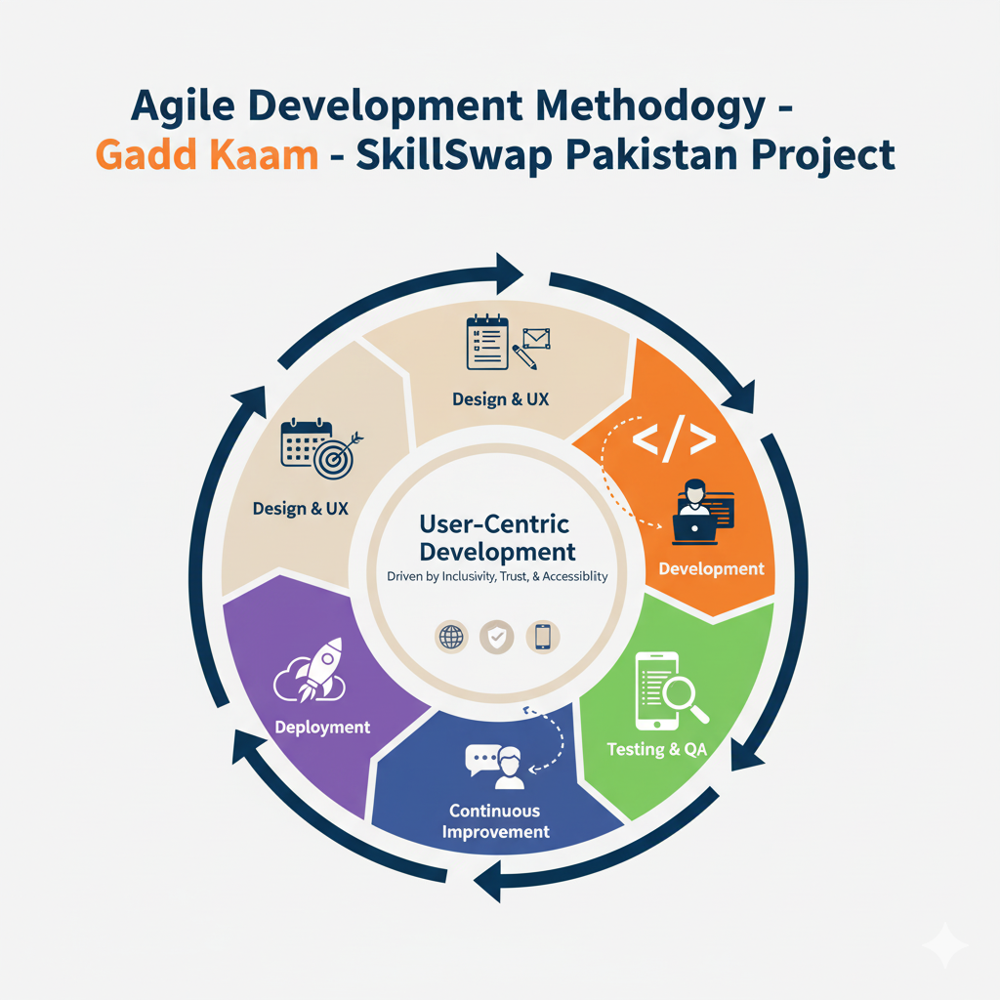 Agile Development Methodogy -
Gadd Kaam - SkillSwap Pakistan Project
Design & UX
Design & UX
</>
Development
User-Centric
Development
Driven by Inclusivity, Trust, & Accessiblity
Deployment
Testing & QA
Continuous
Improvement